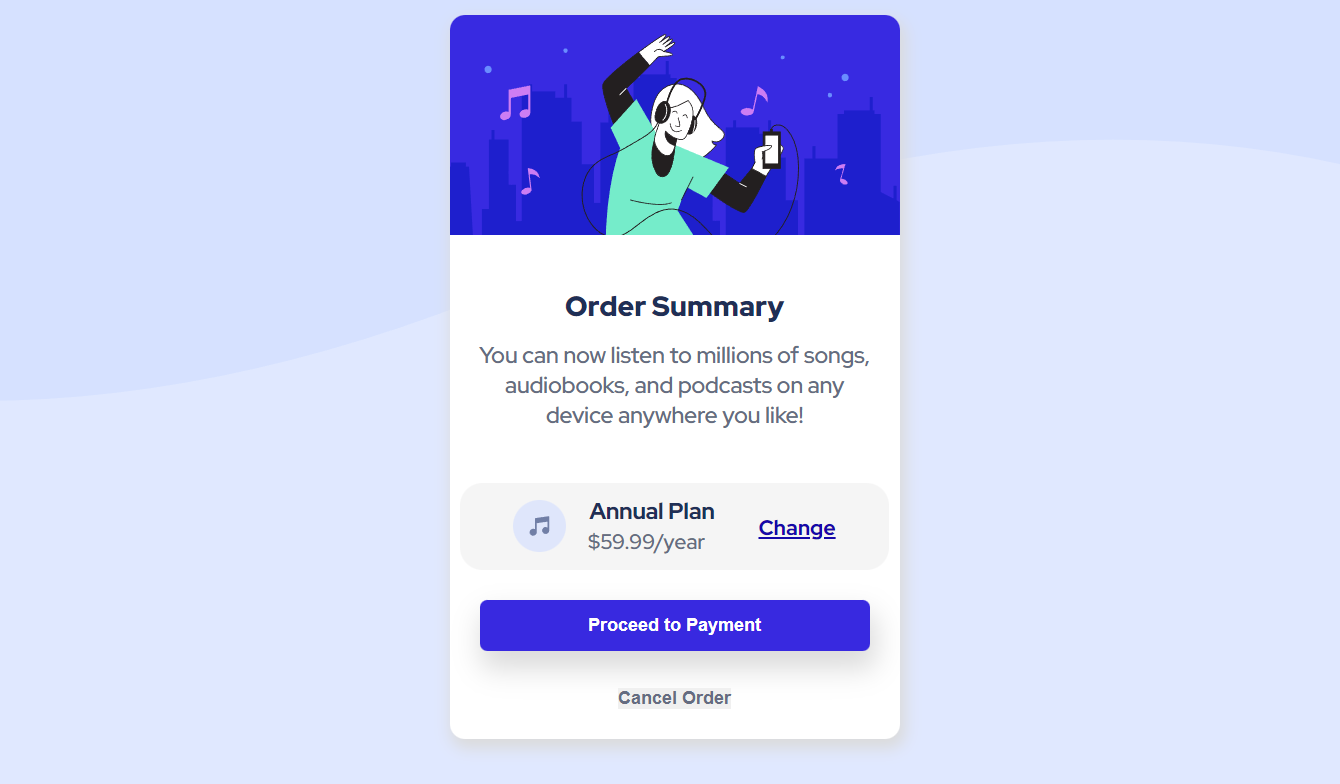 Order Summary
You can now listen to millions of songs,
audiobooks, and podcasts on any
device anywhere you like!
Annual Plan
$59.99/year
Change
Proceed to Payment
Cancel Order